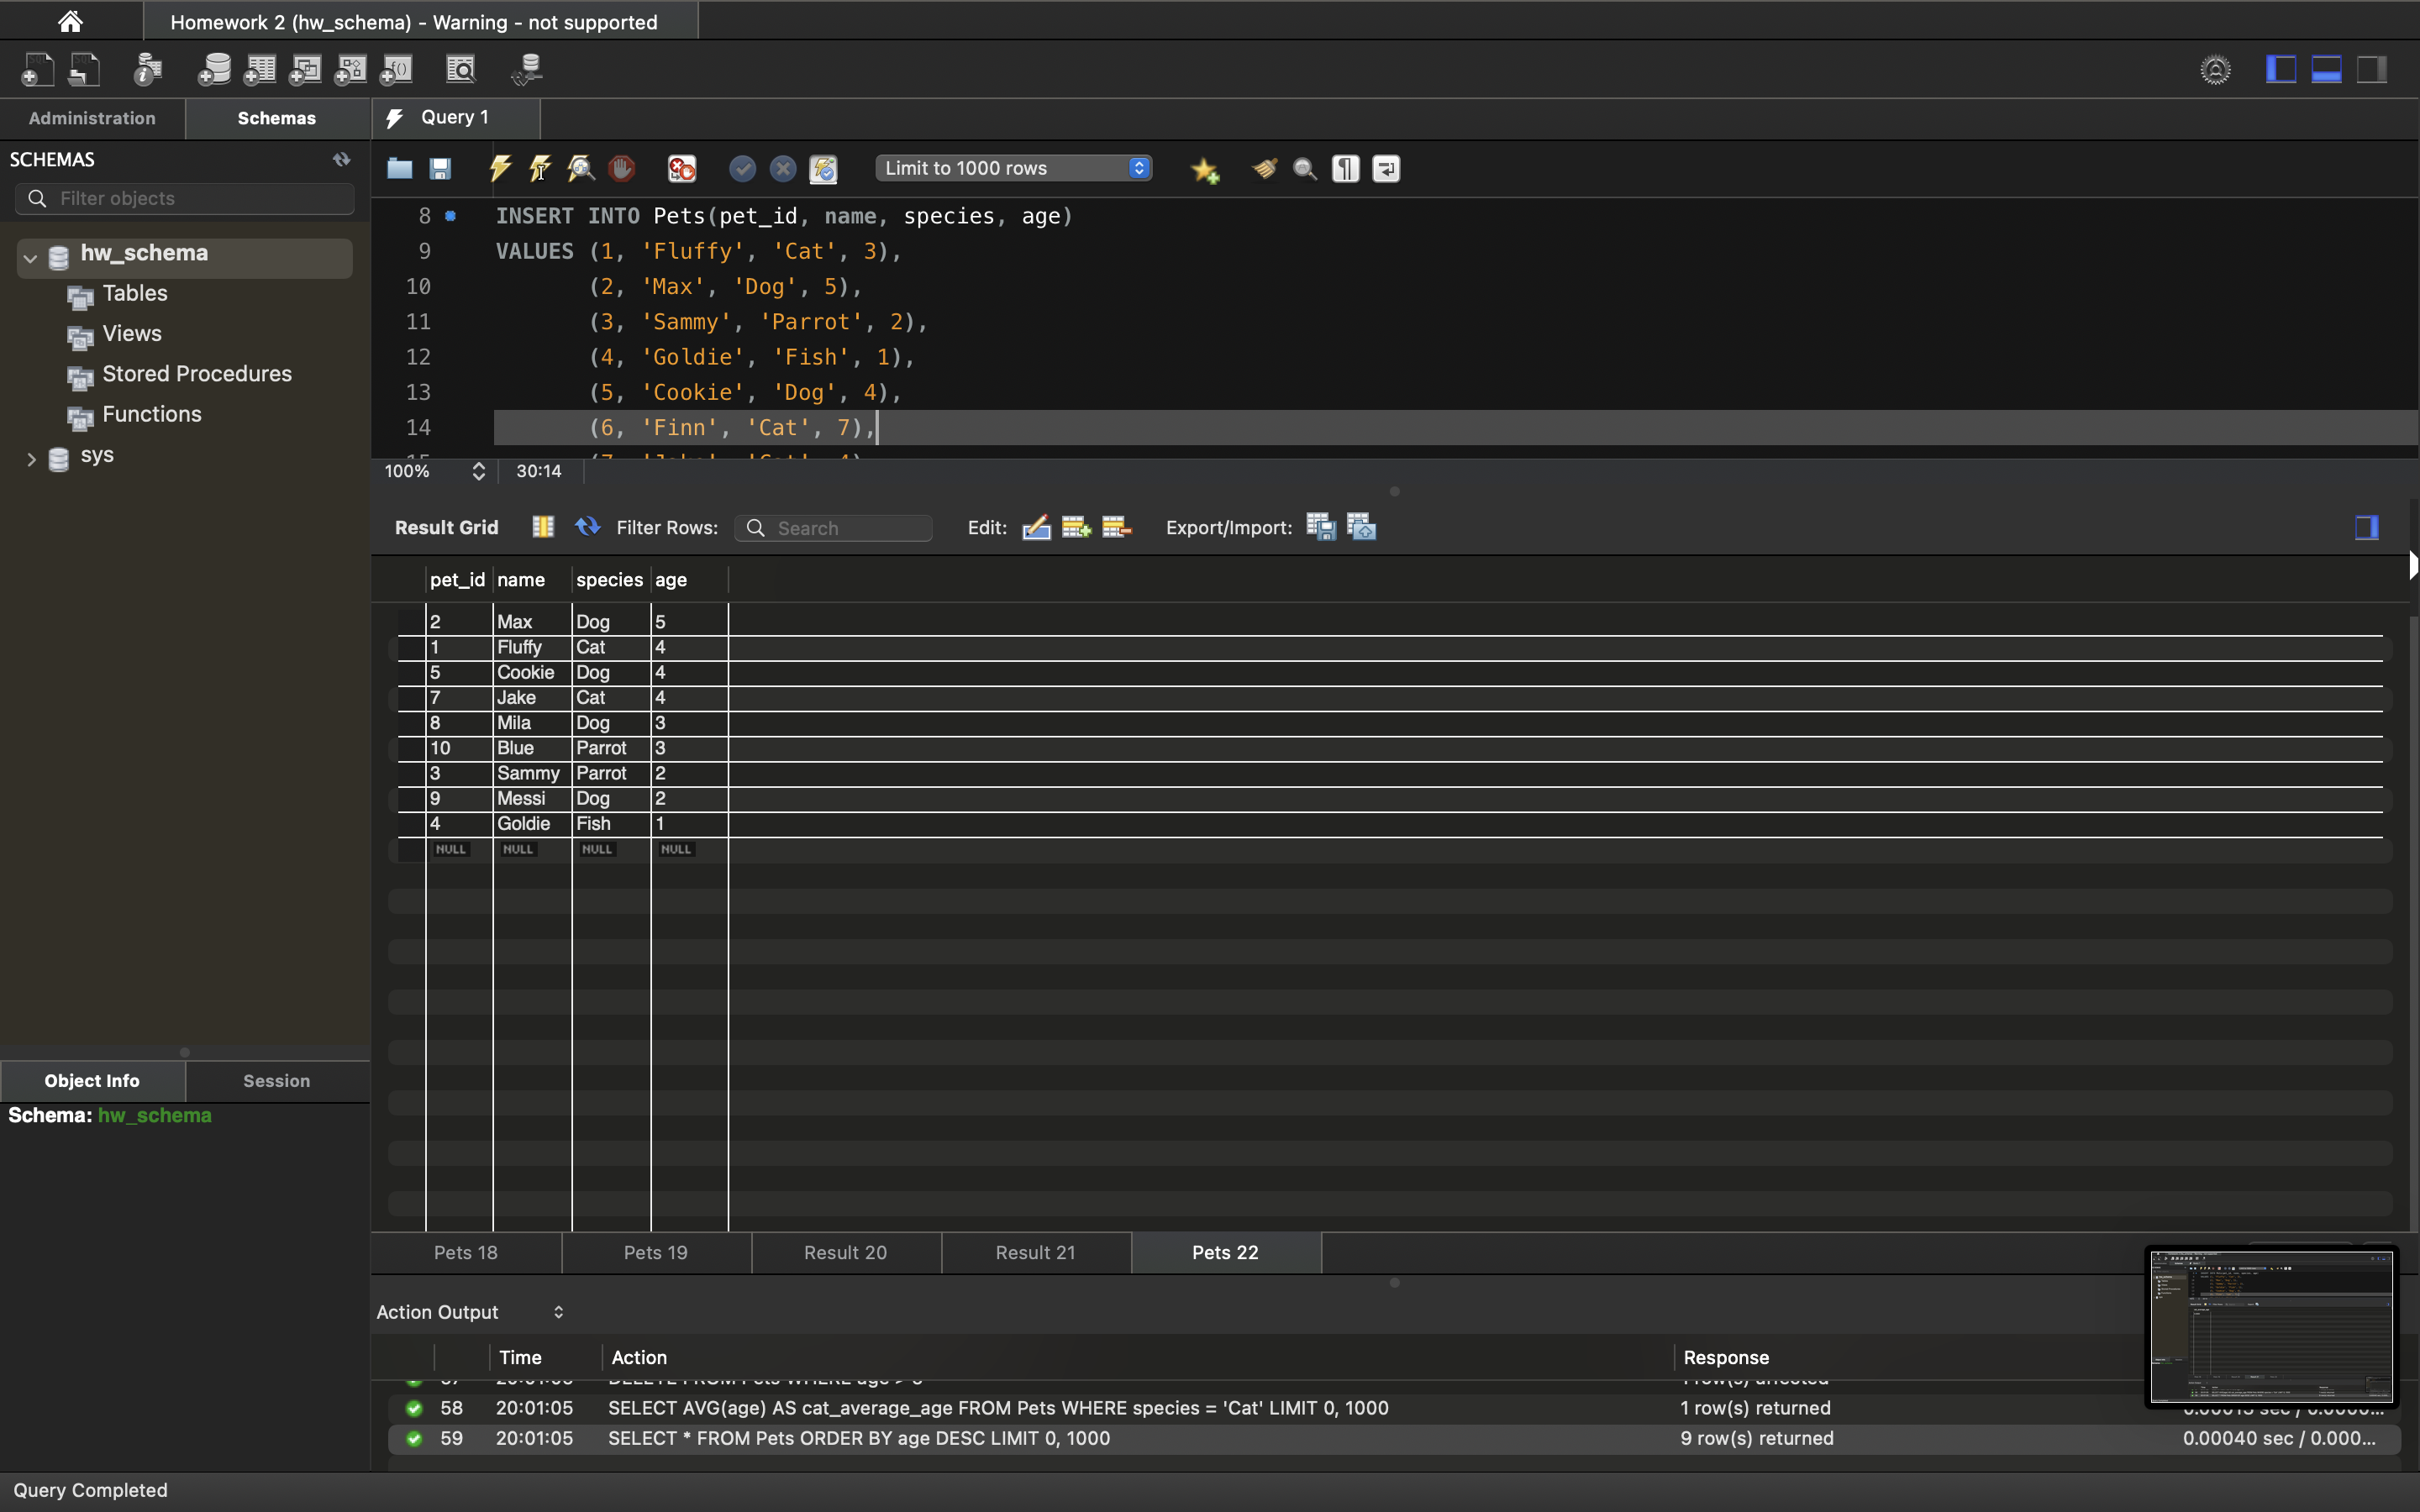 Homework 2 (hw_schema) - Warning - not supported
Administration
Schemas
Query 1
SCHEMAS
Filter objects
hw_schema
Tables
Views
Stored Procedures
Functions
sys
Limit to 1000 rows
8 INSERT INTO Pets(pet_id, name, species, age)
9 VALUES (1, 'Fluffy', 'Cat', 3),
10 (2, 'Max', 'Dog', 5),
11 (3, 'Sammy', 'Parrot', 2),
12 (4, 'Goldie', 'Fish', 1),
13 (5, 'Cookie', 'Dog', 4),
14 (6, 'Finn', 'Cat', 7),
100% 30:14
Result Grid Filter Rows: Search Edit: Export/Import:
pet_id name species age
2 Max Dog 5
1 Fluffy Cat 4
5 Cookie Dog 4
7 Jake Cat 4
8 Mila Dog 3
10 Blue Parrot 3
3 Sammy Parrot 2
9 Messi Dog 2
4 Goldie Fish 1
NULL NULL NULL NULL
Object Info
Session
Schema: hw_schema
Pets 18 Pets 19 Result 20 Result 21 Pets 22
Action Output
Time Action Response
58 20:01:05 SELECT AVG(age) AS cat_average_age FROM Pets WHERE species = 'Cat' LIMIT 0, 1000 1 row(s) returned
59 20:01:05 SELECT * FROM Pets ORDER BY age DESC LIMIT 0, 1000 9 row(s) returned 0.00040 sec / 0.000...
Query Completed